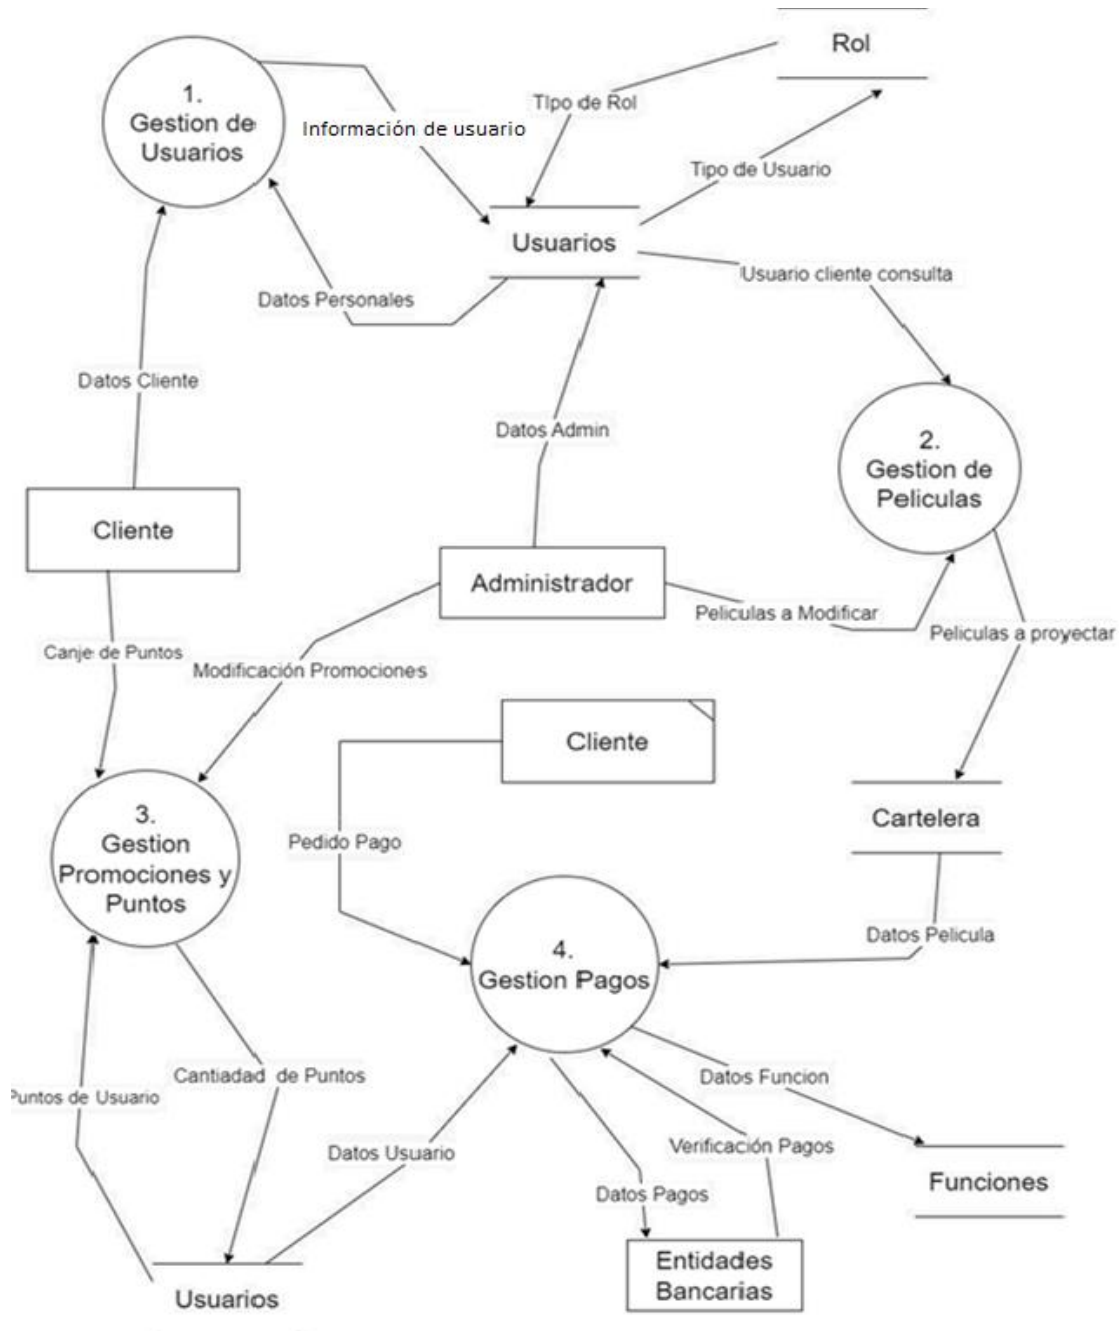 Rol
1.
Gestion de
Usuarios
TIpo de Rol
Información de usuario
Tipo de Usuario
Usuarios
Usuario cliente consulta
Datos Personales
Datos Cliente
Datos Admin
2.
Gestion de
Peliculas
Cliente
Administrador
Peliculas a Modificar
Peliculas a proyectar
Canje de Puntos
Modificación Promociones
Cliente
3.
Gestion
Promociones y
Puntos
Cartelera
Pedido Pago
Datos Pelicula
4.
Gestion Pagos
Cantiadad de Puntos
Puntos de Usuario
Datos Funcion
Datos Usuario
Verificación Pagos
Datos Pagos
Funciones
Entidades
Bancarias
Usuarios